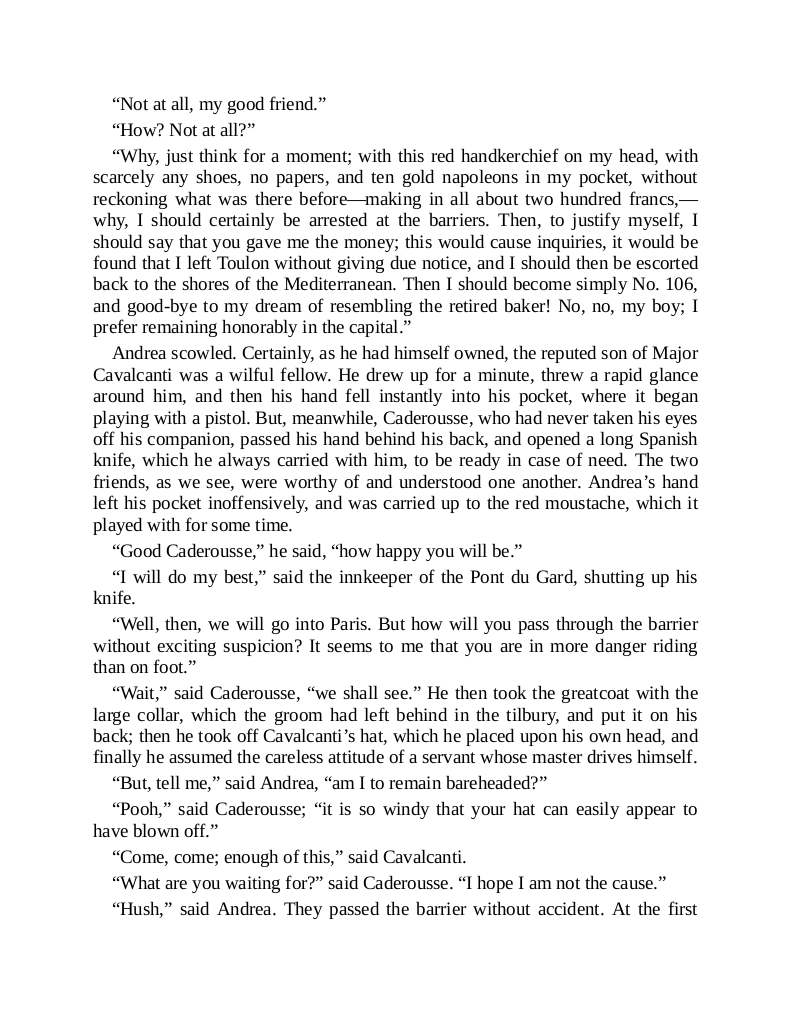 “Not at all, my good friend.”
“How? Not at all?”
“Why, just think for a moment; with this red handkerchief on my head, with
scarcely any shoes, no papers, and ten gold napoleons in my pocket, without
reckoning what was there before—making in all about two hundred francs,—
why, I should certainly be arrested at the barriers. Then, to justify myself, I
should say that you gave me the money; this would cause inquiries, it would be
found that I left Toulon without giving due notice, and I should then be escorted
back to the shores of the Mediterranean. Then I should become simply No. 106,
and good-bye to my dream of resembling the retired baker! No, no, my boy; I
prefer remaining honorably in the capital.”
Andrea scowled. Certainly, as he had himself owned, the reputed son of Major
Cavalcanti was a wilful fellow. He drew up for a minute, threw a rapid glance
around him, and then his hand fell instantly into his pocket, where it began
playing with a pistol. But, meanwhile, Caderousse, who had never taken his eyes
off his companion, passed his hand behind his back, and opened a long Spanish
knife, which he always carried with him, to be ready in case of need. The two
friends, as we see, were worthy of and understood one another. Andrea’s hand
left his pocket inoffensively, and was carried up to the red moustache, which it
played with for some time.
“Good Caderousse,” he said, “how happy you will be.”
“I will do my best,” said the innkeeper of the Pont du Gard, shutting up his
knife.
“Well, then, we will go into Paris. But how will you pass through the barrier
without exciting suspicion? It seems to me that you are in more danger riding
than on foot.”
“Wait,” said Caderousse, “we shall see.” He then took the greatcoat with the
large collar, which the groom had left behind in the tilbury, and put it on his
back; then he took off Cavalcanti’s hat, which he placed upon his own head, and
finally he assumed the careless attitude of a servant whose master drives himself.
“But, tell me,” said Andrea, “am I to remain bareheaded?”
“Pooh,” said Caderousse; “it is so windy that your hat can easily appear to
have blown off.”
“Come, come; enough of this,” said Cavalcanti.
“What are you waiting for?” said Caderousse. “I hope I am not the cause.”
“Hush,” said Andrea. They passed the barrier without accident. At the first